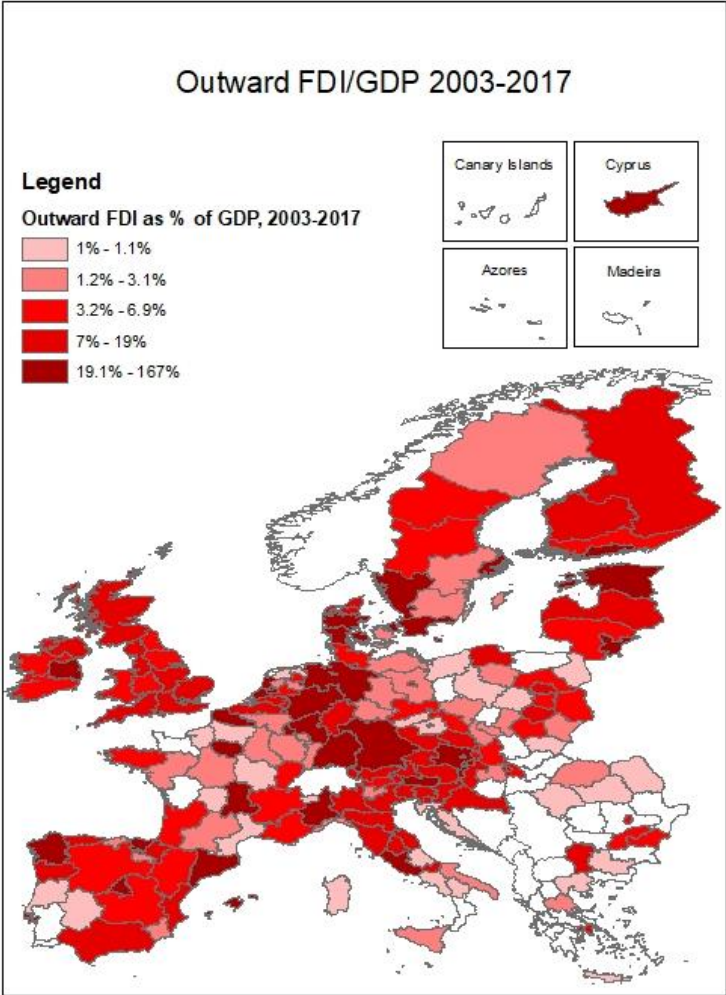 Outward FDI/GDP 2003-2017
Canary Islands
Cyprus
Legend
Outward FDI as % of GDP, 2003-2017
1% - 1.1%
1.2% - 3.1%
3.2% - 6.9%
7% - 19%
19.1% - 167%
Azores
Madeira